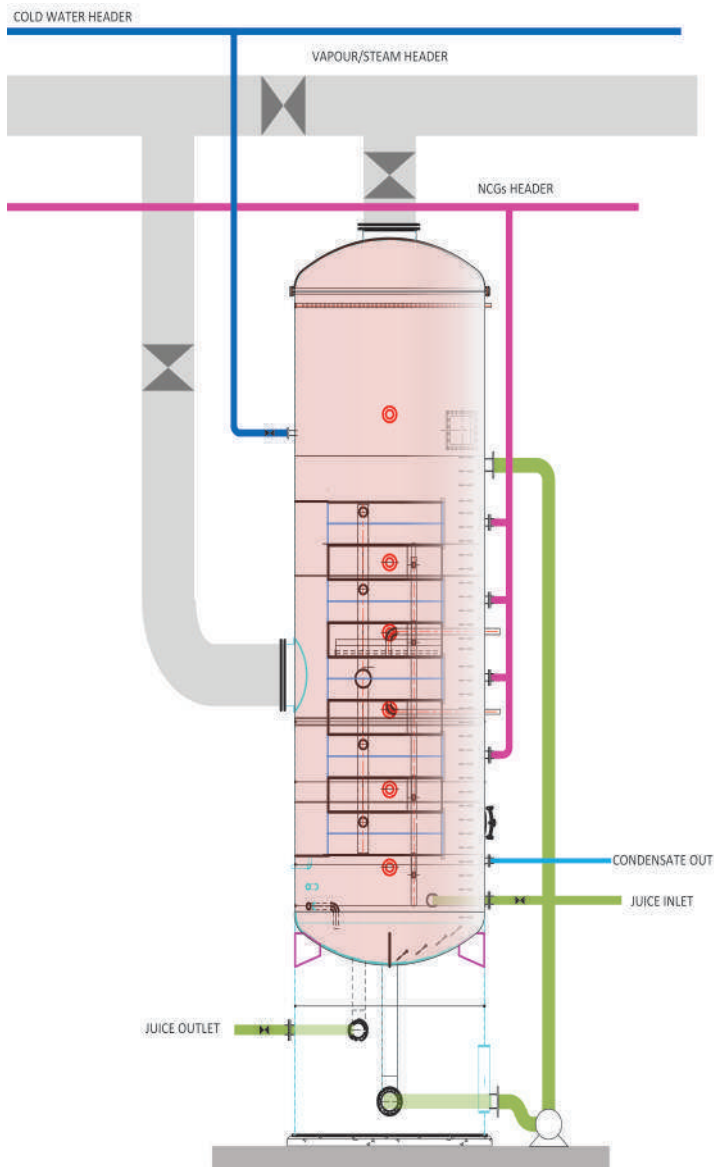 COLD WATER HEADER
VAPOUR/STEAM HEADER
NCGs HEADER
CONDENSATE OUT
JUICE INLET
JUICE OUTLET